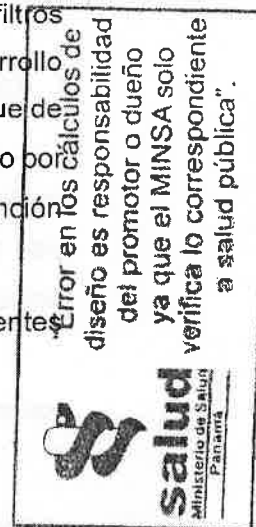 filtros
rrollo
ue de
o por
nción
entes
"Error en los cálculos de
diseño es responsabilidad
del promotor o dueño
ya que el MINSA solo
verifica lo correspondiente
a salud pública".
salud
Ministerio de Salud
Panamá